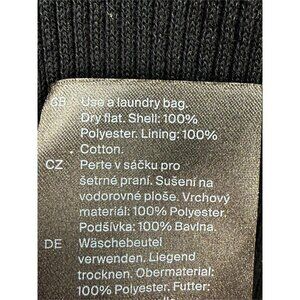 GB Use a laundry bag.
Dry flat. Shell: 100%
Polyester. Lining: 100%
Cotton.
CZ Perte v sáčku pro
šetrné praní. Sušení na
vodorovné ploše. Vrchový
materiál: 100% Polyester.
Podšívka: 100% Bavlna.
DE Wäschebeutel
verwenden. Liegend
trocknen. Obermaterial:
100% Polyester. Futter: